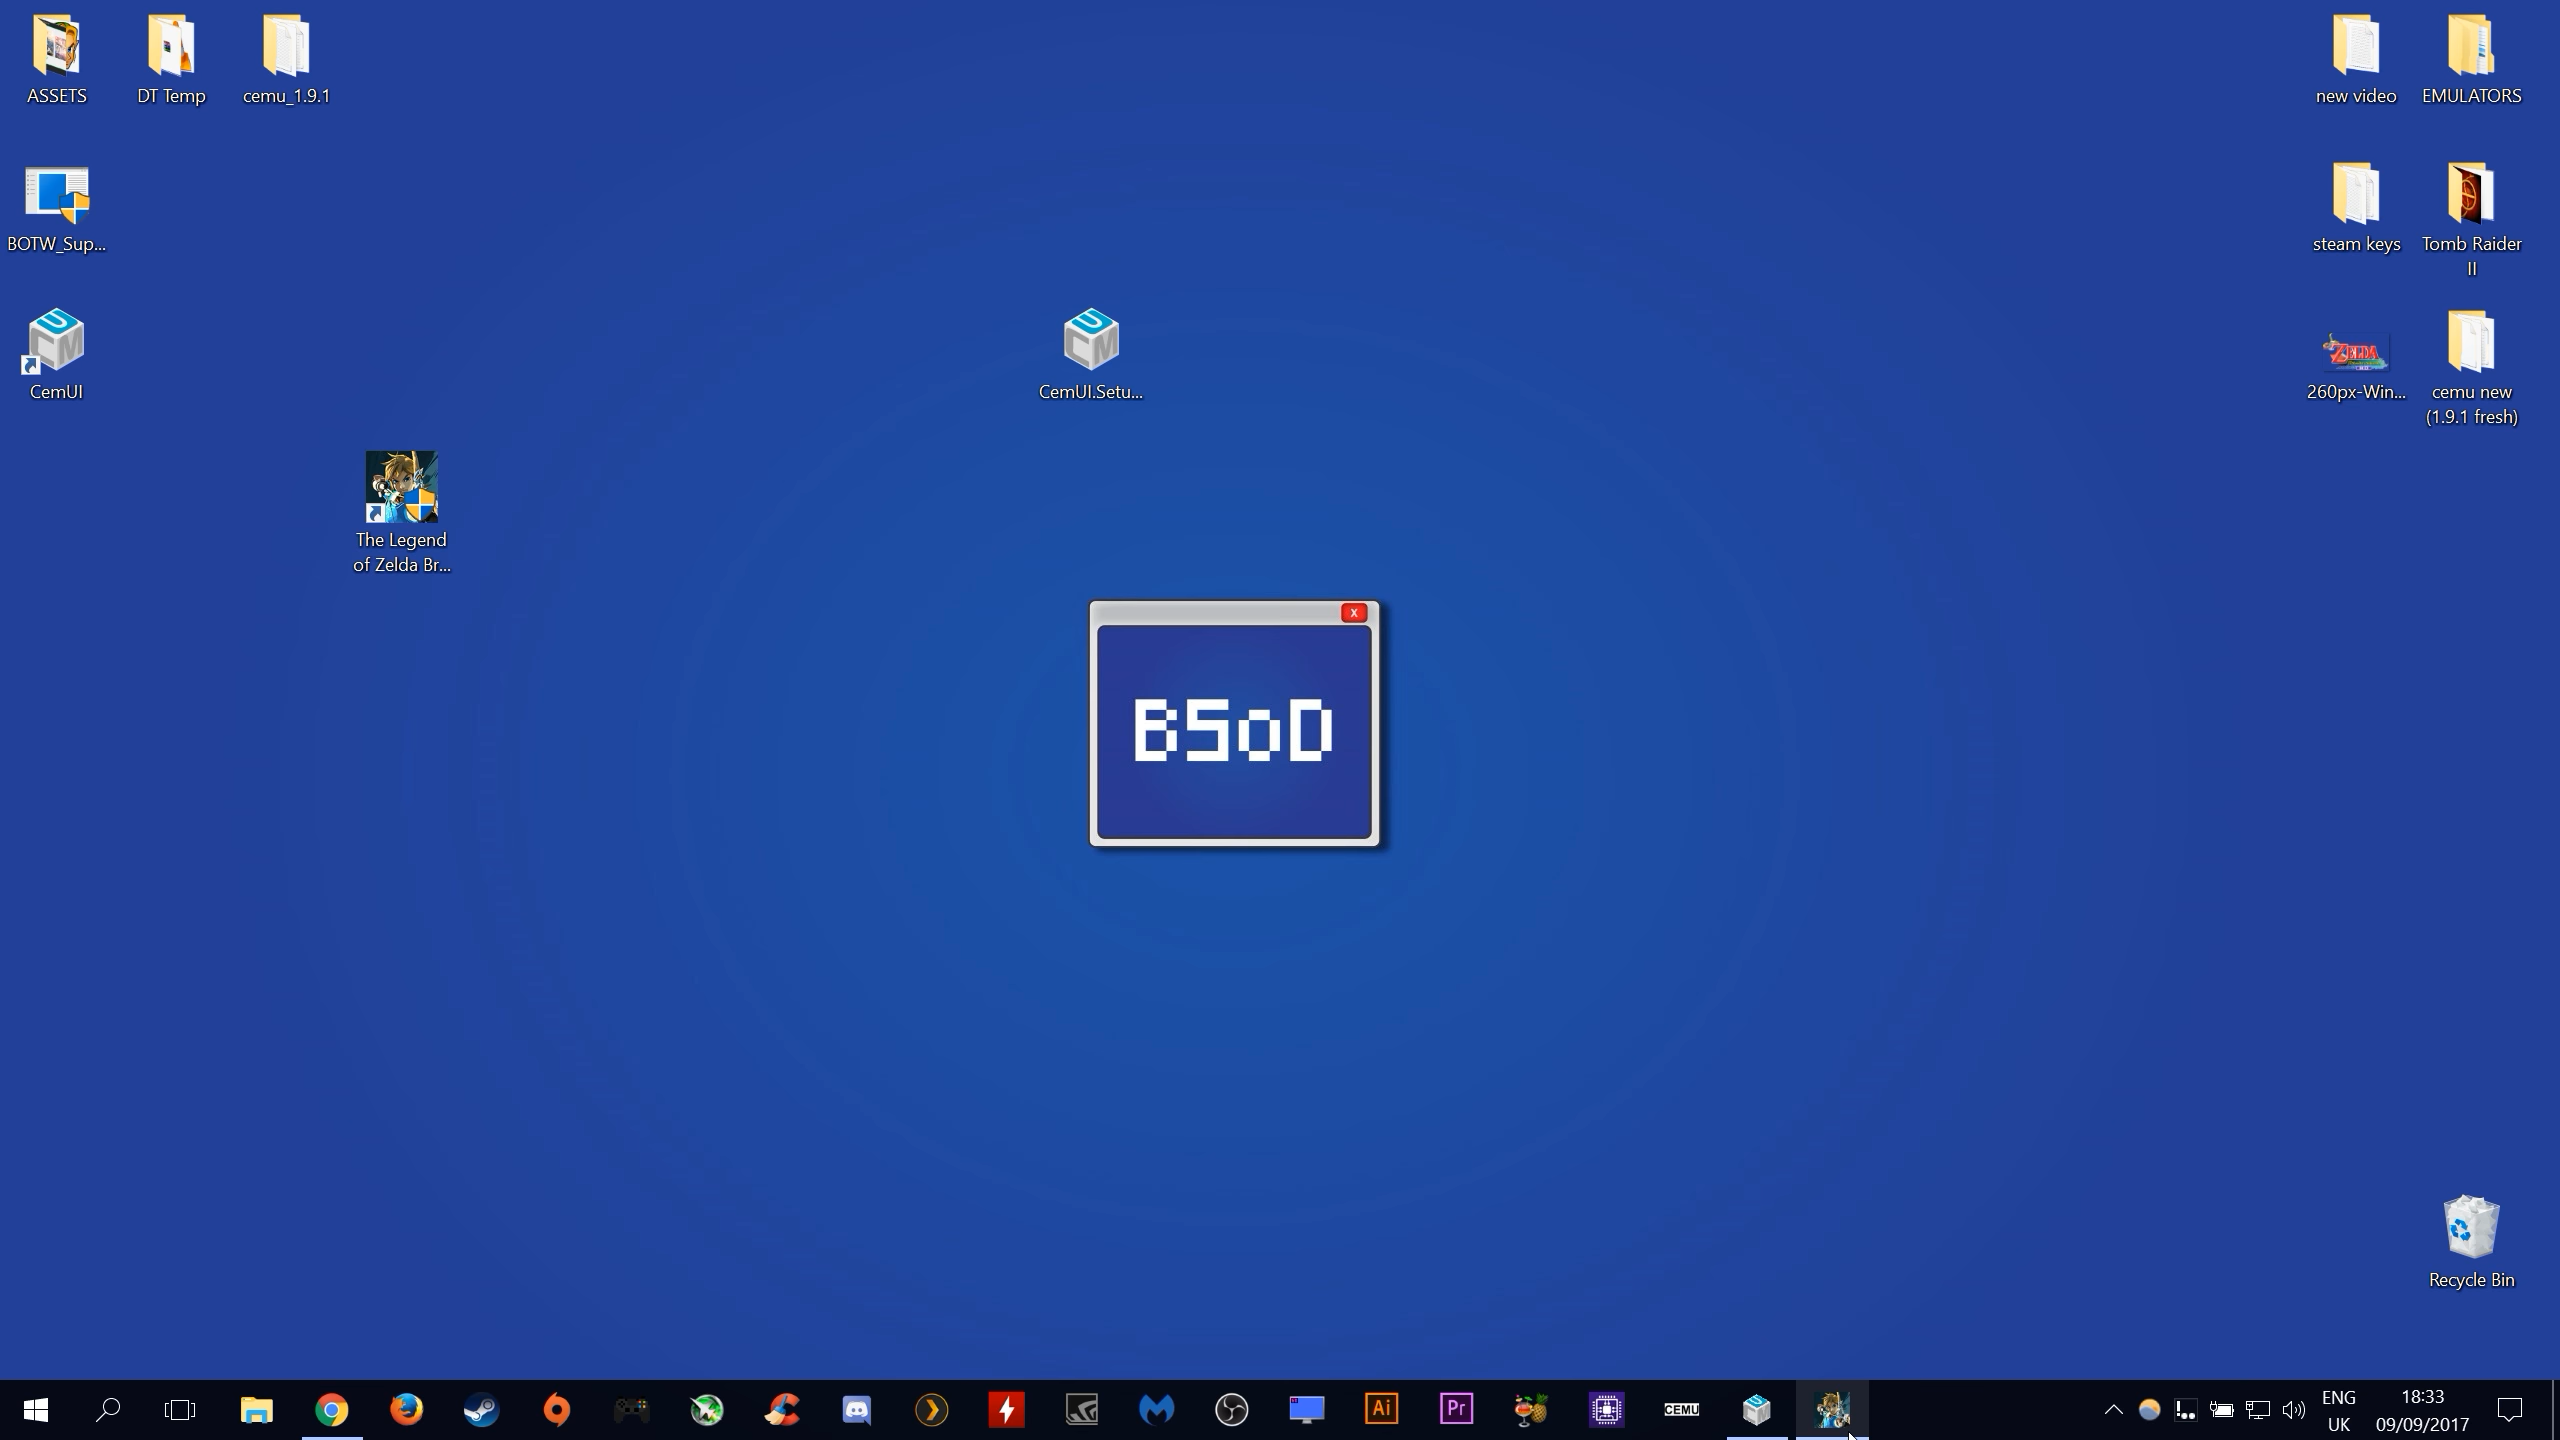 ASSETS
DT Temp
cemu_1.9.1
new video
EMULATORS
BOTW_Sup...
steam keys
Tomb Raider
II
CemUI
CemUI.Setu...
260px-Win...
cemu new
(1.9.1 fresh)
ZELDA
The Legend
of Zelda Br...
x
BSoD
Recycle Bin
Ai
Pr
CEMU
ENG
UK
18:33
09/09/2017